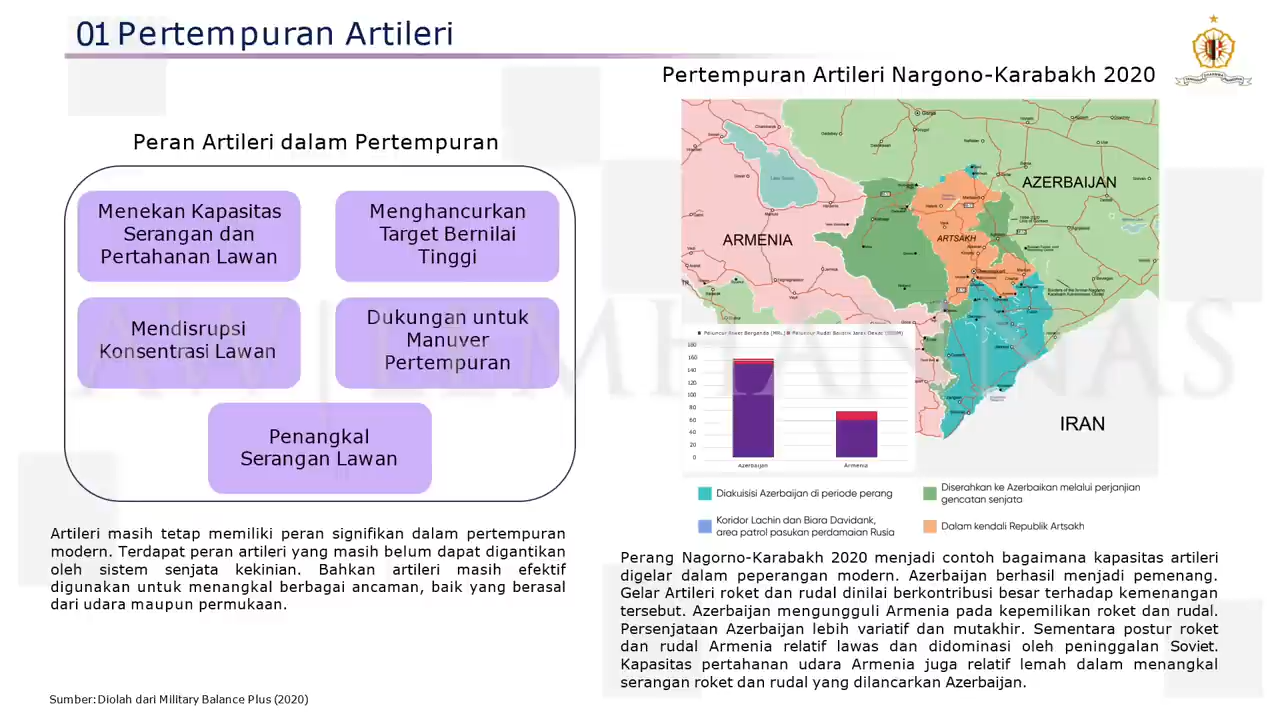 01 Pertempuran Artileri
Pertempuran Artileri Nargono-Karabakh 2020
Peran Artileri dalam Pertempuran
Menekan Kapasitas
Serangan dan
Pertahanan Lawan
Menghancurkan
Target Bernilai
Tinggi
Mendisrupsi
Konsentrasi Lawan
Dukungan untuk
Manuver
Pertempuran
Penangkal
Serangan Lawan
Artileri masih tetap memiliki peran signifikan dalam pertempuran
modern. Terdapat peran artileri yang masih belum dapat digantikan
oleh sistem senjata kekinian. Bahkan artileri masih efektif
digunakan untuk menangkal berbagai ancaman, baik yang berasal
dari udara maupun permukaan.
Sumber: Diolah dari Military Balance Plus (2020)
AZERBAIJAN
ARMENIA
ARTSAKH
IRAN
180
160
140
120
100
80
60
40
20
0
Azerbaijan
Armenia
Diakuisisi Azerbaijan di periode perang
Diserahkan ke Azerbaikan melalui perjanjian
gencatan senjata
Koridor Lachin dan Biara Davidank,
area patrol pasukan perdamaian Rusia
Dalam kendali Republik Artsakh
Perang Nagorno-Karabakh 2020 menjadi contoh bagaimana kapasitas artileri
digelar dalam peperangan modern. Azerbaijan berhasil menjadi pemenang.
Gelar Artileri roket dan rudal dinilai berkontribusi besar terhadap kemenangan
tersebut. Azerbaijan mengungguli Armenia pada kepemilikan roket dan rudal.
Persenjataan Azerbaijan lebih variatif dan mutakhir. Sementara postur roket
dan rudal Armenia relatif lawas dan didominasi oleh peninggalan Soviet.
Kapasitas pertahanan udara Armenia juga relatif lemah dalam menangkal
serangan roket dan rudal yang dilancarkan Azerbaijan.